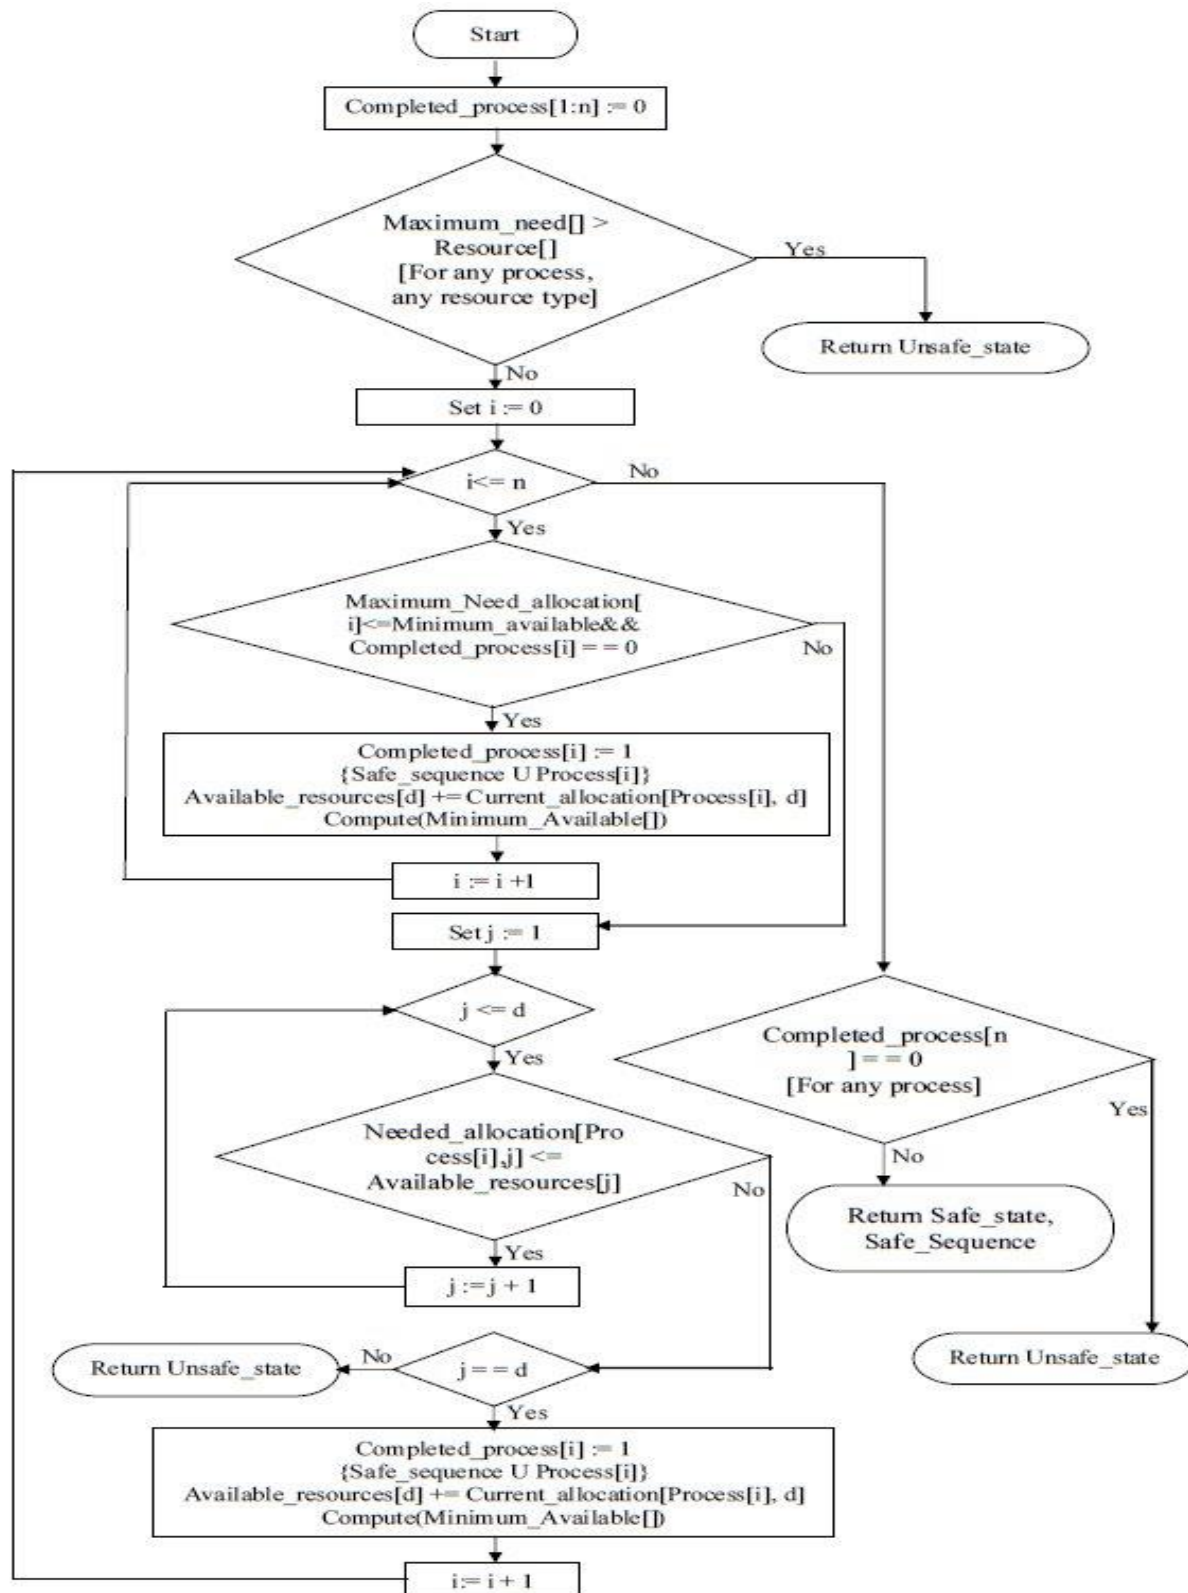 Start
Completed_process[1:n] := 0
Maximum_need[] >
Resource[]
[For any process,
any resource type]
Yes
Return Unsafe_state
No
Set i := 0
i<= n
No
Yes
Maximum_Need_allocation[
i]<=Minimum_available&&
Completed_process[i] = = 0
No
Yes
Completed_process[i] := 1
{Safe_sequence U Process[i]}
Available_resources[d] += Current_allocation[Process[i], d]
Compute(Minimum_Available[])
i := i +1
Set j := 1
j <= d
Yes
Completed_process[n
] = = 0
[For any process]
Yes
No
Needed_allocation[Pro
cess[i],j] <=
Available_resources[j]
No
Yes
Return Safe_state,
Safe_Sequence
j := j + 1
j = = d
No
Return Unsafe_state
Return Unsafe_state
Yes
Completed_process[i] := 1
{Safe_sequence U Process[i]}
Available_resources[d] += Current_allocation[Process[i], d]
Compute(Minimum_Available[])
i:= i + 1